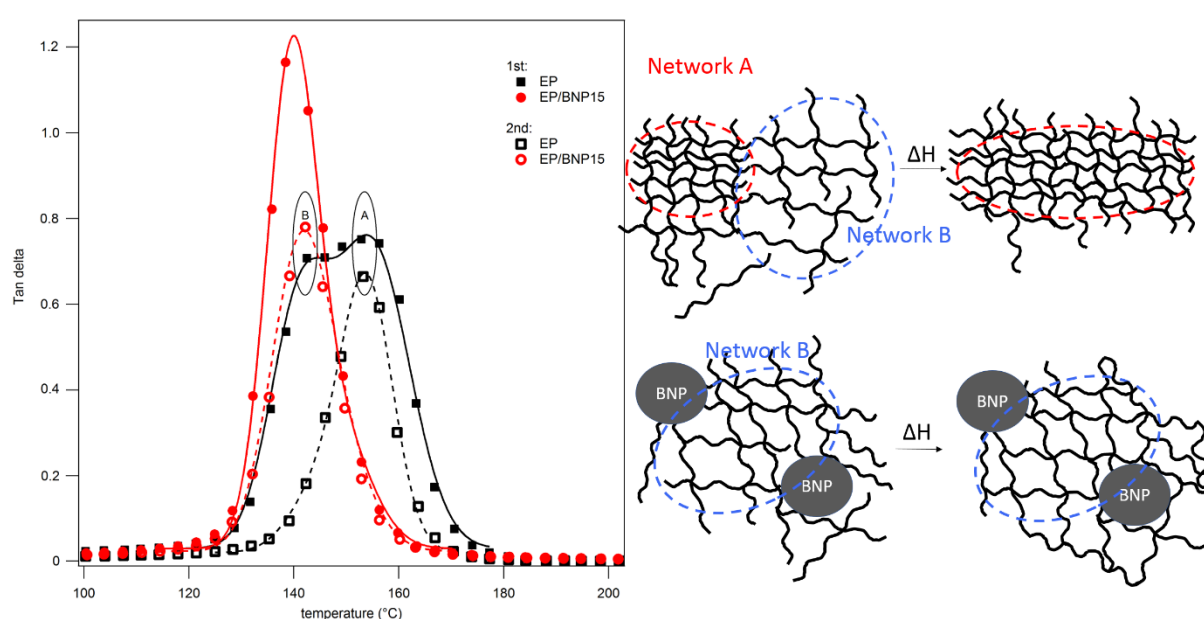 1.2
1.0
0.8
0.6
0.4
0.2
0
Tan delta
100
120
140
160
180
200
temperature (°C)
1st:
EP
EP/BNP15
2nd:
EP
EP/BNP15
B
A
Network A
Network B
ΔH
Network B
BNP
BNP
ΔH
BNP
BNP